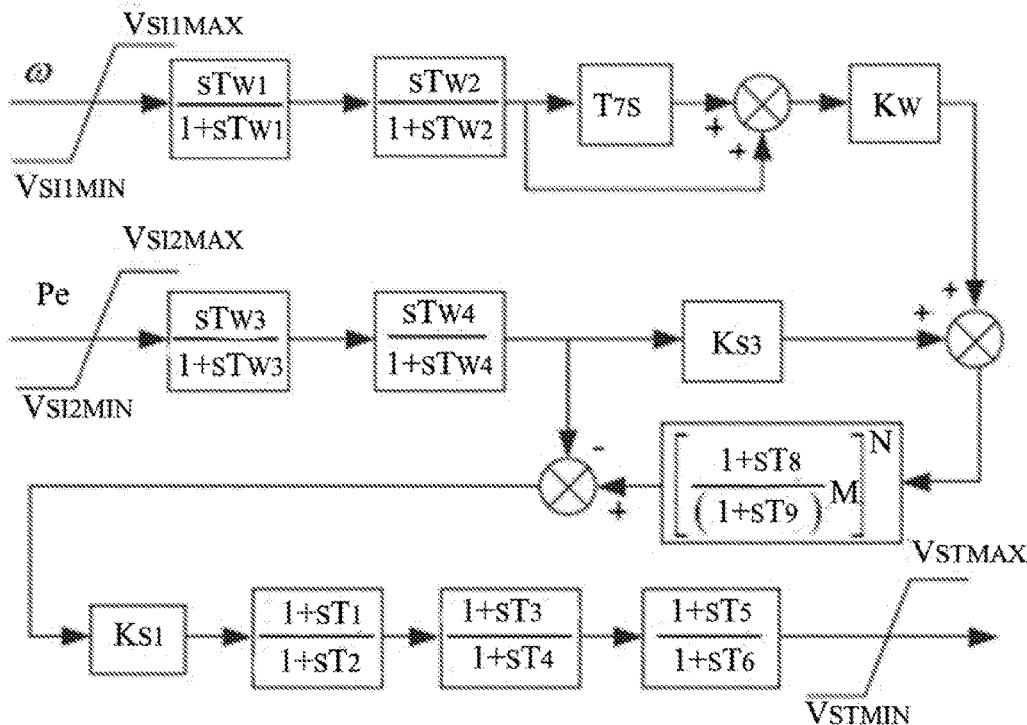 VSI1MAX
ω
VSI1MIN
sTW1
1+sTW1
sTW2
1+sTW2
T7S
+
+
KW
VSI2MAX
Pe
VSI2MIN
sTW3
1+sTW3
sTW4
1+sTW4
KS3
+
+
-
+
[1+sT8
(1+sT9)M]N
KS1
1+sT1
1+sT2
1+sT3
1+sT4
1+sT5
1+sT6
VSTMAX
VSTMIN